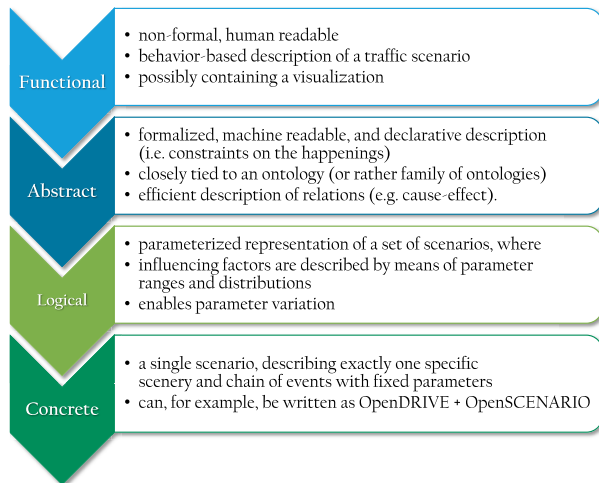 Functional
• non-formal, human readable
• behavior-based description of a traffic scenario
• possibly containing a visualization
Abstract
• formalized, machine readable, and declarative description
(i.e. constraints on the happenings)
• closely tied to an ontology (or rather family of ontologies)
• efficient description of relations (e.g. cause-effect).
Logical
• parameterized representation of a set of scenarios, where
• influencing factors are described by means of parameter
ranges and distributions
• enables parameter variation
Concrete
• a single scenario, describing exactly one specific
scenery and chain of events with fixed parameters
• can, for example, be written as OpenDRIVE + OpenSCENARIO